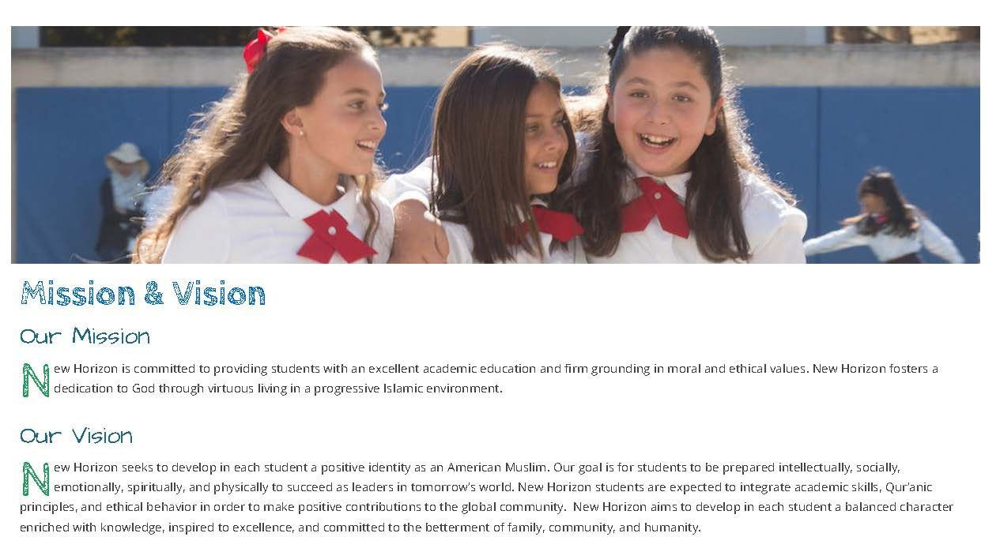 Mission & Vision
Our Mission
New Horizon is committed to providing students with an excellent academic education and firm grounding in moral and ethical values. New Horizon fosters a
dedication to God through virtuous living in a progressive Islamic environment.
Our Vision
New Horizon seeks to develop in each student a positive identity as an American Muslim. Our goal is for students to be prepared intellectually, socially,
emotionally, spiritually, and physically to succeed as leaders in tomorrow’s world. New Horizon students are expected to integrate academic skills, Qur’anic
principles, and ethical behavior in order to make positive contributions to the global community.  New Horizon aims to develop in each student a balanced character
enriched with knowledge, inspired to excellence, and committed to the betterment of family, community, and humanity.